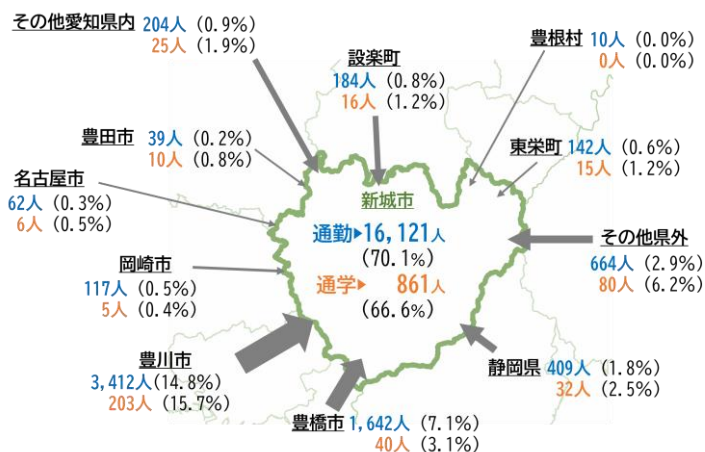 その他愛知県内 204人 (0.9%)
25人 (1.9%)
設楽町
184人 (0.8%)
16人 (1.2%)
豊根村 10人 (0.0%)
0人 (0.0%)
豊田市 39人 (0.2%)
10人 (0.8%)
東栄町 142人 (0.6%)
15人 (1.2%)
名古屋市
62人 (0.3%)
6人 (0.5%)
新城市
通勤▶16,121人
(70.1%)
通学▶ 861人
(66.6%)
その他県外
664人 (2.9%)
80人 (6.2%)
岡崎市
117人 (0.5%)
5人 (0.4%)
豊川市
3,412人(14.8%)
203人 (15.7%)
静岡県 409人 (1.8%)
32人 (2.5%)
豊橋市 1,642人 (7.1%)
40人 (3.1%)